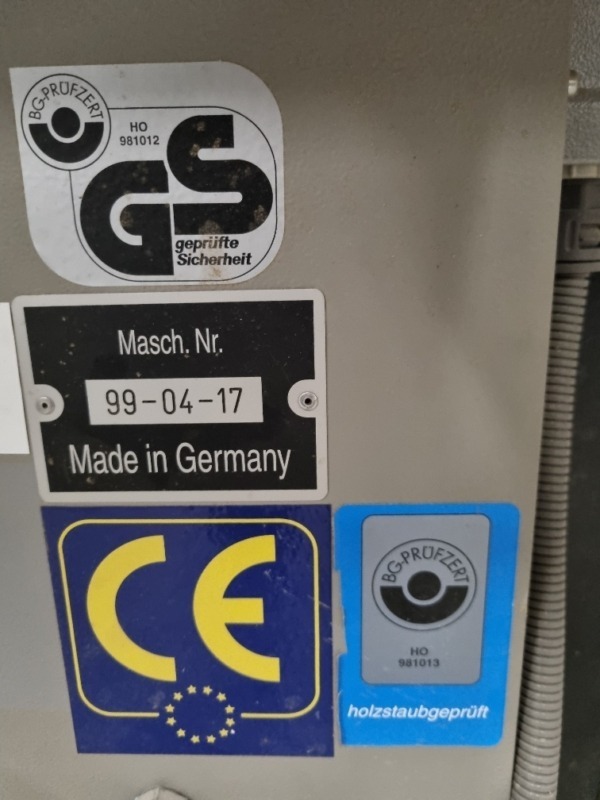 BG-PRÜFZERT
HO
981012
GS
geprüfte
Sicherheit
Masch. Nr.
99-04-17
Made in Germany
CE
BG-PRÜFZERT
HO
981013
holzstaubgeprüft